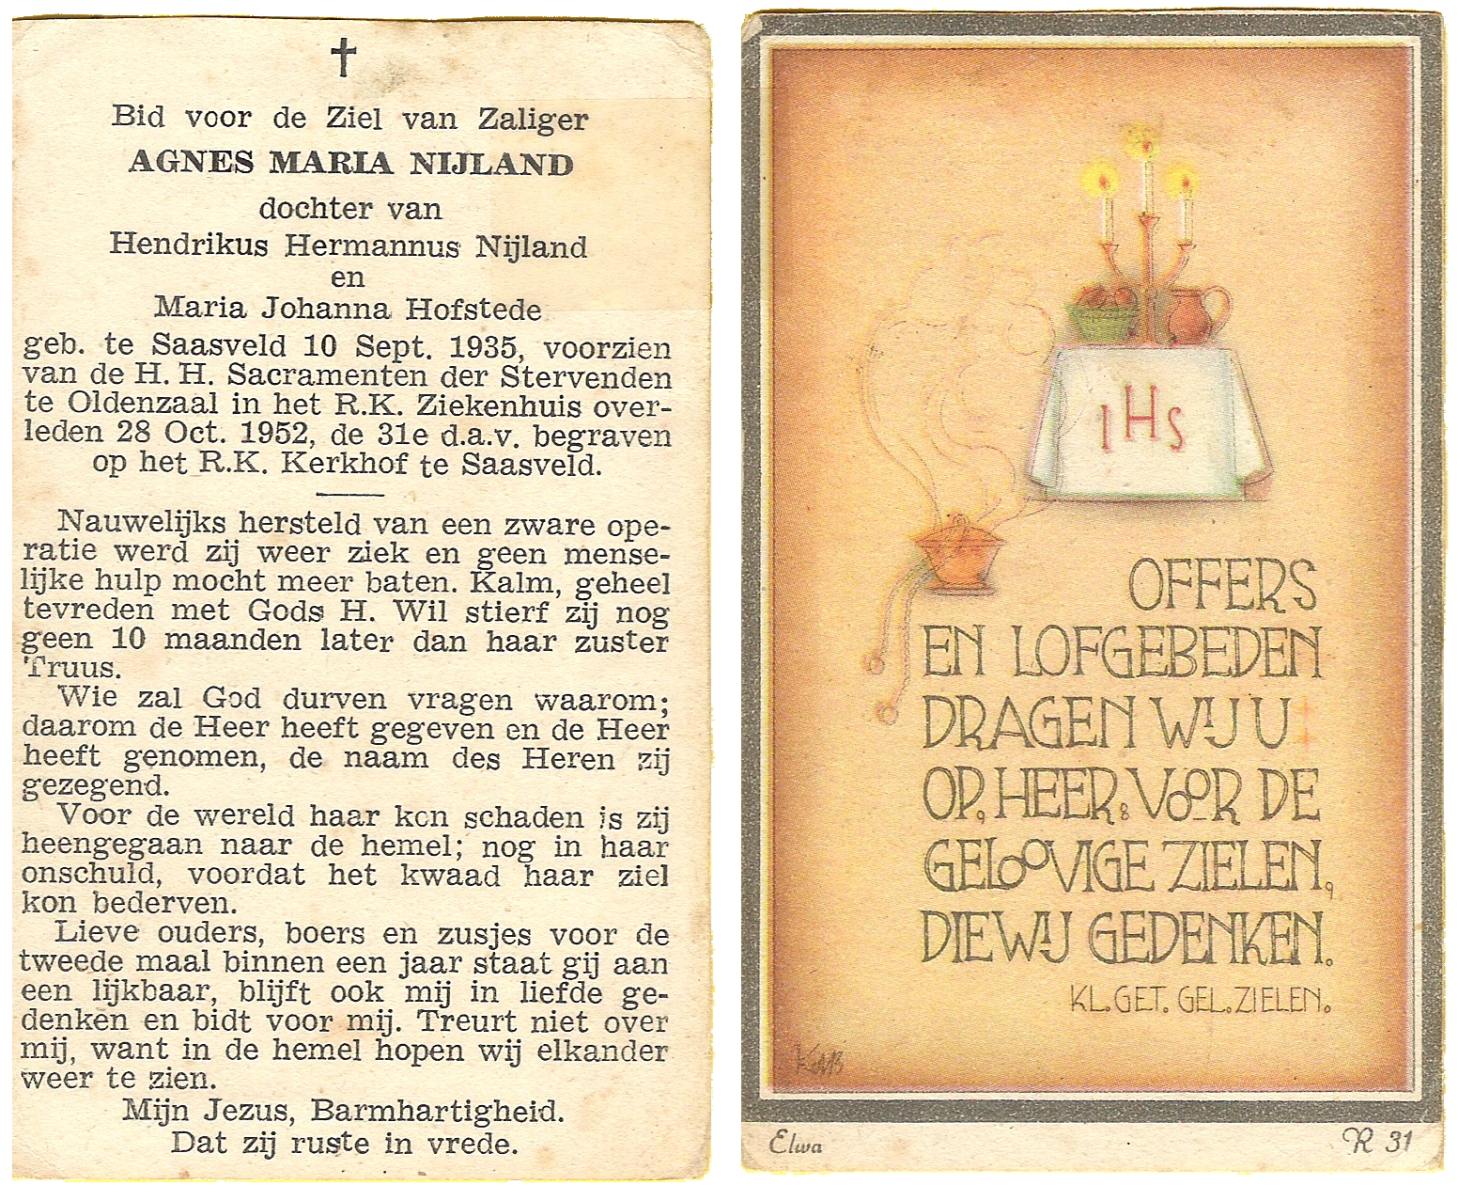 Bid voor de Ziel van Zaliger
AGNES MARIA NIJLAND
dochter van
Hendrikus Hermannus Nijland
en
Maria Johanna Hofstede
geb. te Saasveld 10 Sept. 1935, voorzien
van de H. H. Sacramenten der Stervenden
te Oldenzaal in het R.K. Ziekenhuis over-
leden 28 Oct. 1952, de 31e d.a.v. begraven
op het R.K. Kerkhof te Saasveld.
Nauwelijks hersteld van een zware ope-
ratie werd zij weer ziek en geen mense-
lijke hulp mocht meer baten. Kalm, geheel
tevreden met Gods H. Wil stierf zij nog
geen 10 maanden later dan haar zuster
Truus.
Wie zal God durven vragen waarom;
daarom de Heer heeft gegeven en de Heer
heeft genomen, de naam des Heren zij
gezegend.
Voor de wereld haar kon schaden is zij
heengegaan naar de hemel; nog in haar
onschuld, voordat het kwaad haar ziel
kon bederven.
Lieve ouders, boers en zusjes voor de
tweede maal binnen een jaar staat gij aan
een lijkbaar, blijft ook mij in liefde ge-
denken en bidt voor mij. Treurt niet over
mij, want in de hemel hopen wij elkander
weer te zien.
Mijn Jezus, Barmhartigheid.
Dat zij ruste in vrede.
IHS
OFFERS
EN LOFGEBEDEN
DRAGEN WIJ U
OP, HEER: VOOR DE
GELOOVIGE ZIELEN,
DIE WIJ GEDENKEN.
KL. GET. GEL. ZIELEN.
Elwa
R 31